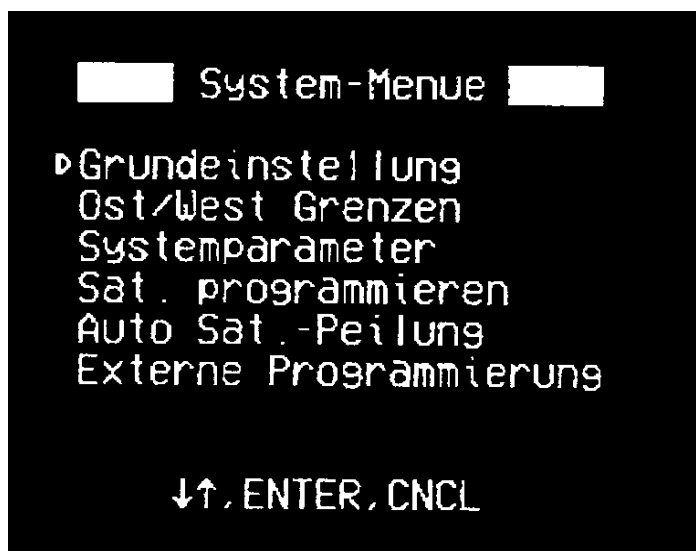 System-Menue
Grundeinstellung
Ost/West Grenzen
Systemparameter
Sat. programmieren
Auto Sat.-Peilung
Externe Programmierung
↓↑,ENTER,CNCL